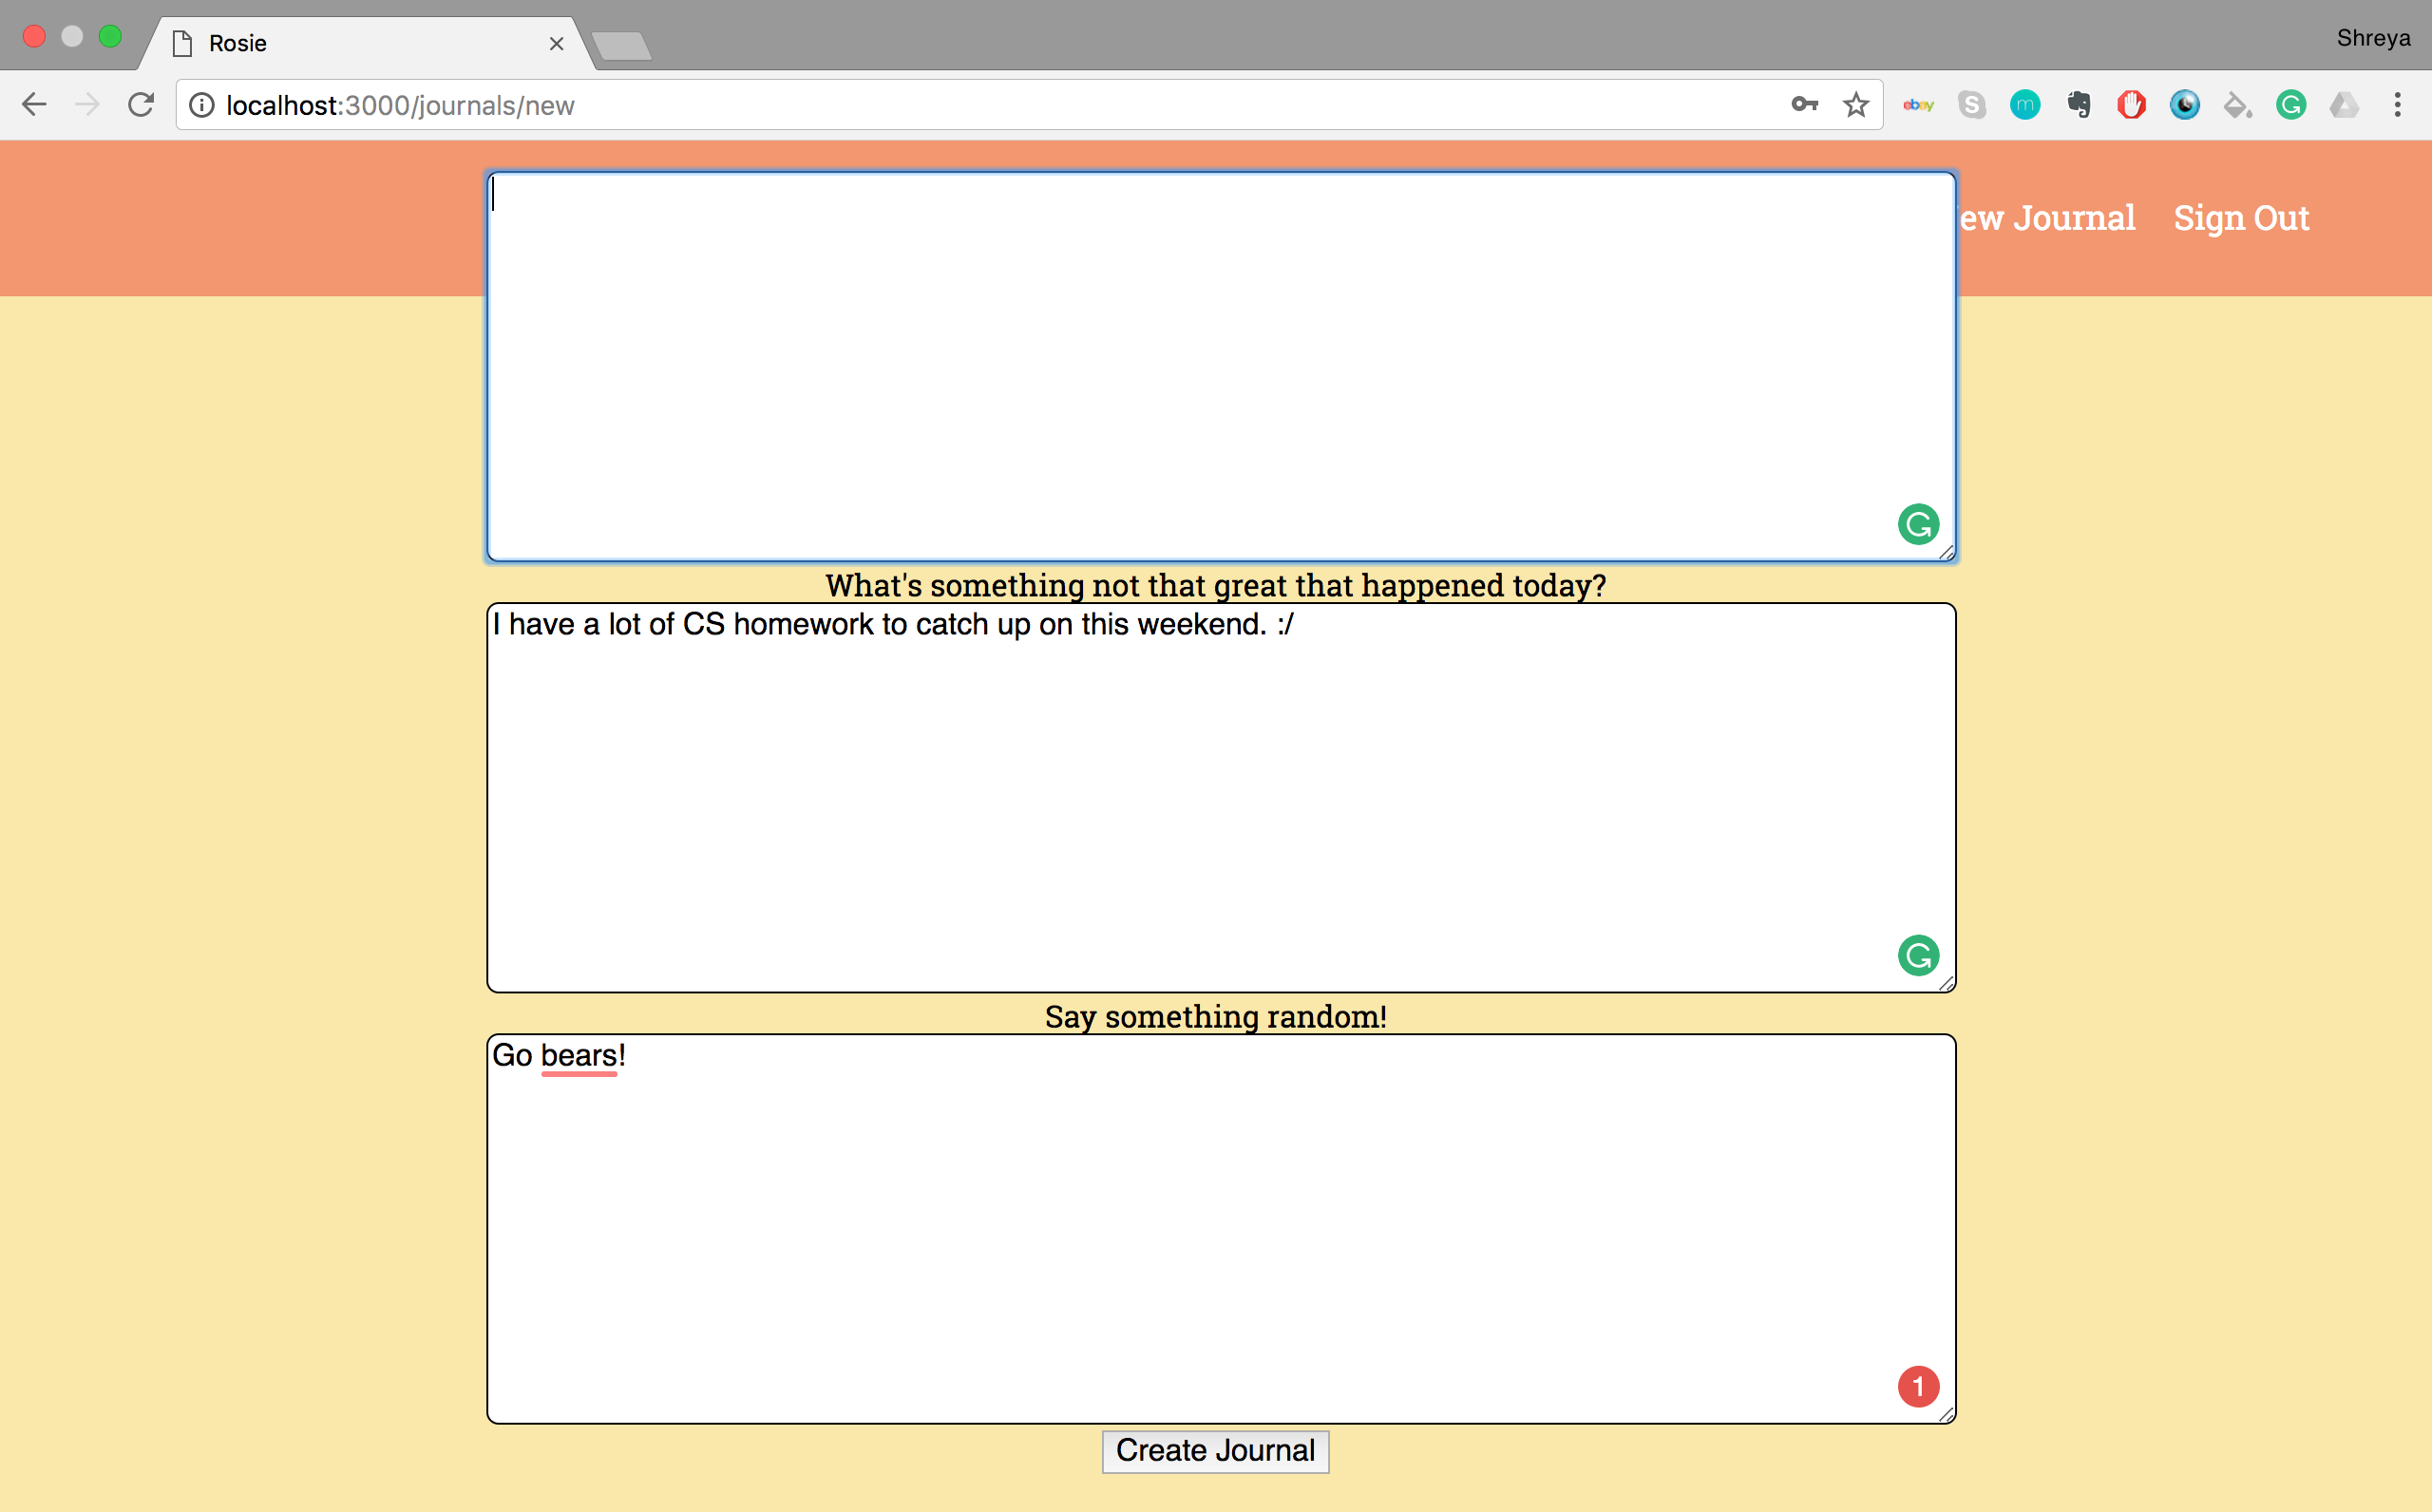 Rosie
Shreya
localhost:3000/journals/new
ebay
S
m
G
ew Journal
Sign Out
G
What's something not that great that happened today?
I have a lot of CS homework to catch up on this weekend. :/
G
Say something random!
Go bears!
1
Create Journal